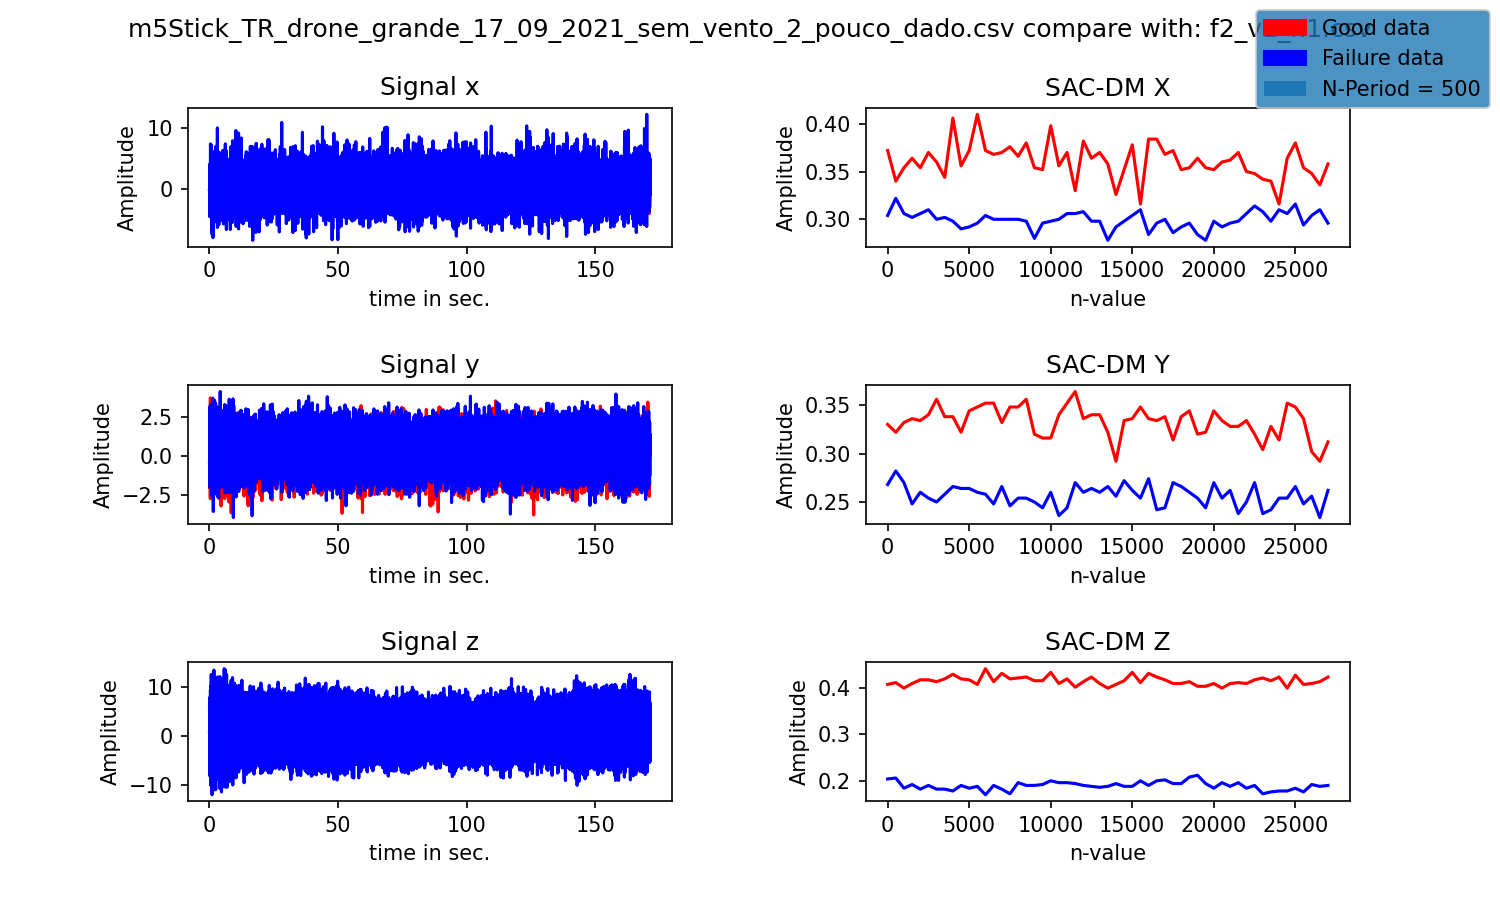 m5Stick_TR_drone_grande_17_09_2021_sem_vento_2_pouco_dado.csv compare with:
Good data
Failure data
N-Period = 500
Signal x
Amplitude
10
0
0
50
100
150
time in sec.
SAC-DM X
Amplitude
0.40
0.35
0.30
0
5000
10000
15000
20000
25000
n-value
Signal y
Amplitude
2.5
0.0
−2.5
0
50
100
150
time in sec.
SAC-DM Y
Amplitude
0.35
0.30
0.25
0
5000
10000
15000
20000
25000
n-value
Signal z
Amplitude
10
0
−10
0
50
100
150
time in sec.
SAC-DM Z
Amplitude
0.4
0.3
0.2
0
5000
10000
15000
20000
25000
n-value